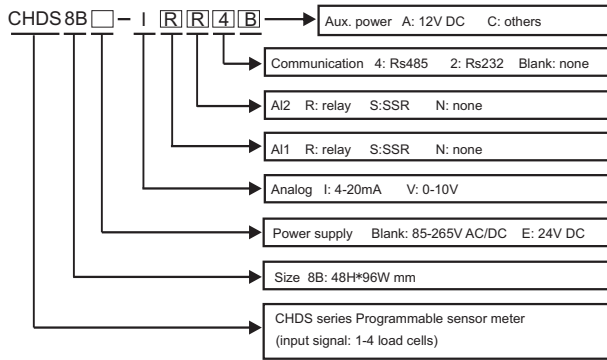 CHDS 8B □ - I R R 4 B
Aux. power A: 12V DC C: others
Communication 4: Rs485 2: Rs232 Blank: none
Al2 R: relay S:SSR N: none
Al1 R: relay S:SSR N: none
Analog I: 4-20mA V: 0-10V
Power supply Blank: 85-265V AC/DC E: 24V DC
Size 8B: 48H*96W mm
CHDS series Programmable sensor meter
(input signal: 1-4 load cells)